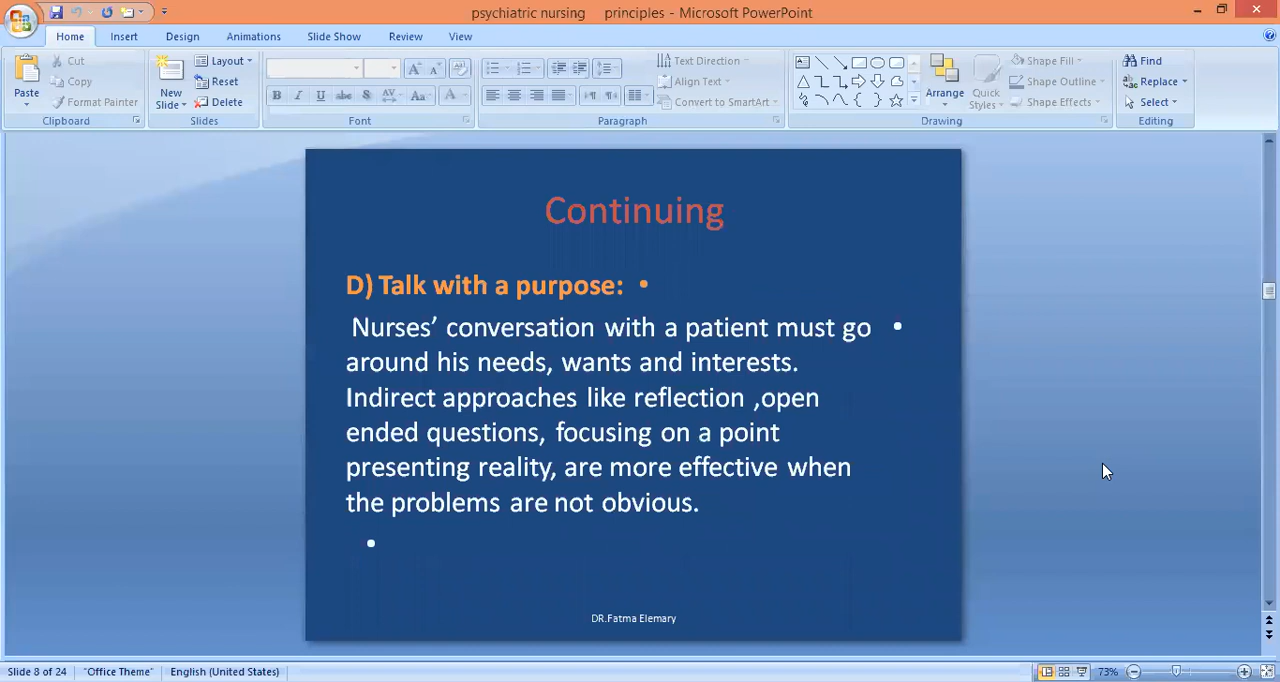 psychiatric nursing principles - Microsoft PowerPoint
Home Insert Design Animations Slide Show Review View
Paste
Cut
Copy
Format Painter
Clipboard
New Slide
Layout
Reset
Delete
Slides
B I U abc S AV Aa A
Font
Text Direction
Align Text
Convert to SmartArt
Paragraph
Arrange
Quick Styles
Shape Fill
Shape Outline
Shape Effects
Drawing
Find
Replace
Select
Editing
Continuing
D) Talk with a purpose: •
Nurses’ conversation with a patient must go •
around his needs, wants and interests.
Indirect approaches like reflection ,open
ended questions, focusing on a point
presenting reality, are more effective when
the problems are not obvious.
•
DR.Fatma Elemary
Slide 8 of 24 "Office Theme" English (United States) 73%